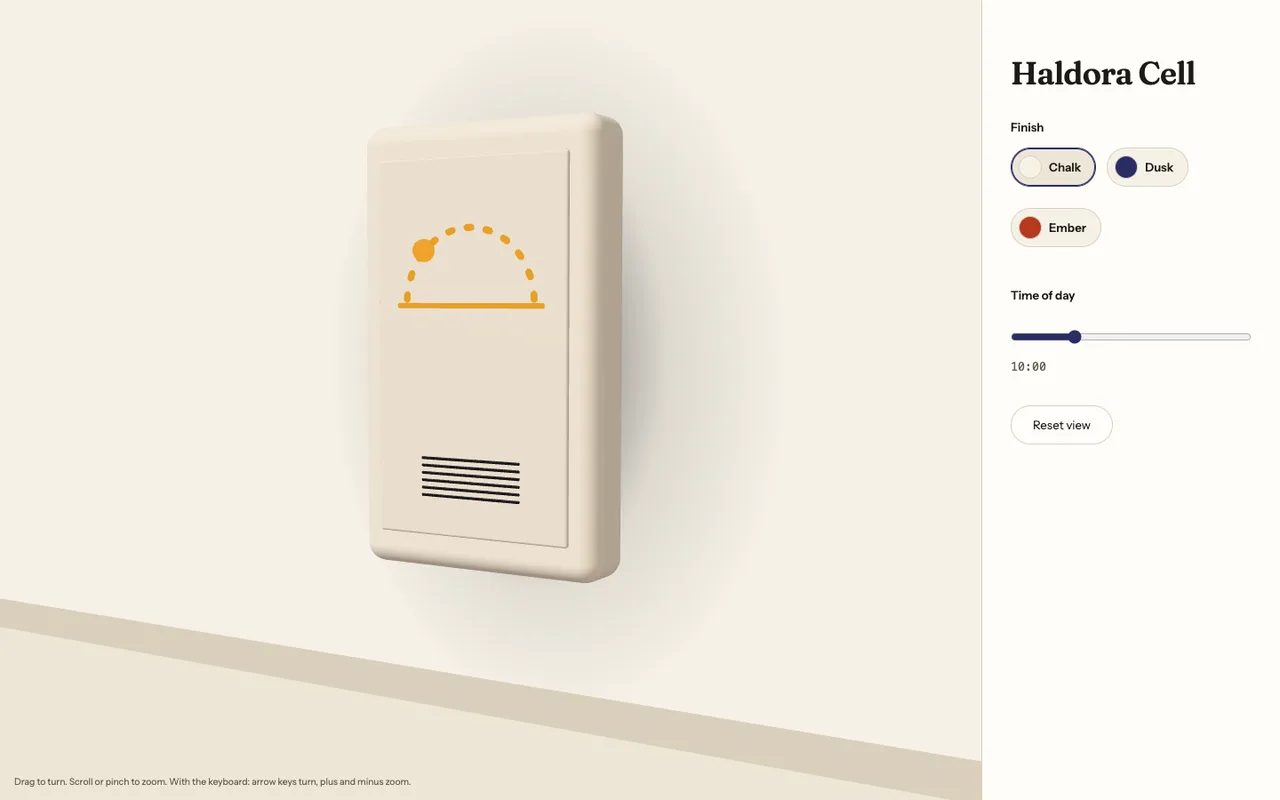 Haldora Cell
Finish
Chalk
Dusk
Ember
Time of day
10:00
Reset view
Drag to turn. Scroll or pinch to zoom. With the keyboard: arrow keys turn, plus and minus zoom.